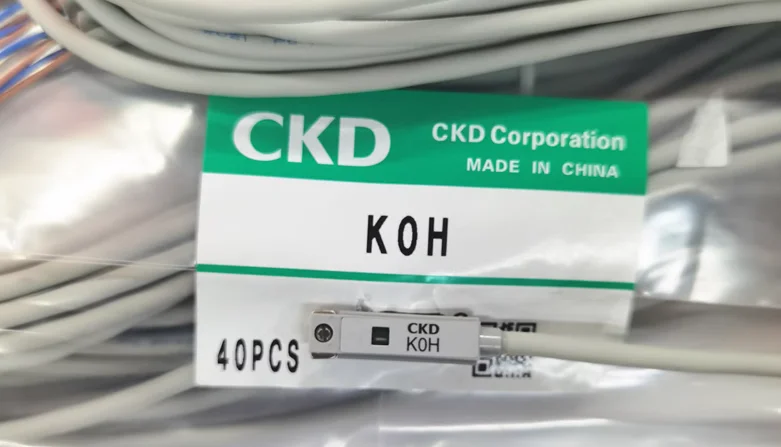 CKD
CKD Corporation
MADE IN CHINA
K0H
CKD
K0H
40PCS